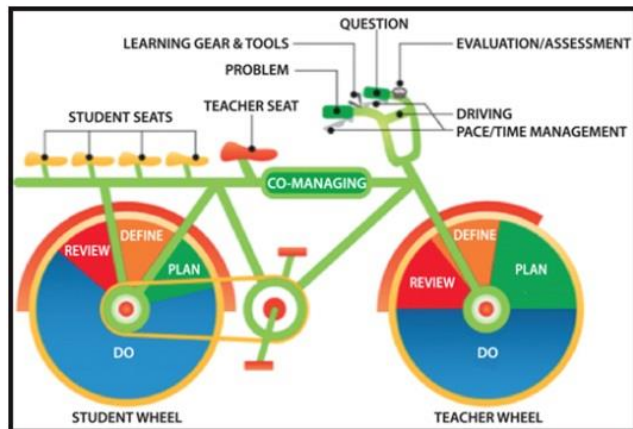 QUESTION
LEARNING GEAR & TOOLS
EVALUATION/ASSESSMENT
PROBLEM
TEACHER SEAT
STUDENT SEATS
DRIVING
PACE/TIME MANAGEMENT
CO-MANAGING
REVIEW
DEFINE
PLAN
DO
REVIEW
DEFINE
PLAN
DO
STUDENT WHEEL
TEACHER WHEEL